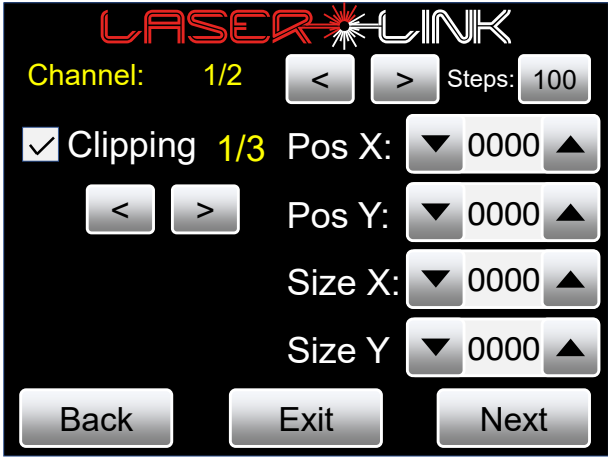 LASER LINK
Channel: 1/2 < > Steps: 100
✓ Clipping 1/3 Pos X: ▼ 0000 ▲
< > Pos Y: ▼ 0000 ▲
Size X: ▼ 0000 ▲
Size Y ▼ 0000 ▲
Back Exit Next